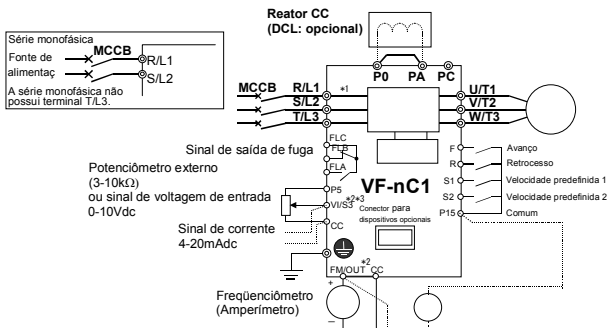 Série monofásica
Fonte de
alimentaç
MCCB
R/L1
S/L2
A série monofásica não
possui terminal T/L3.
Reator CC
(DCL: opcional)
P0 PA PC
MCCB
R/L1 *1
S/L2
T/L3
U/T1
V/T2
W/T3
Sinal de saída de fuga
FLC
FLB
FLA
Potenciômetro externo
(3-10kΩ)
ou sinal de voltagem de entrada
0-10Vdc
Sinal de corrente
4-20mAdc
P5
VI/S3 *2*3
CC
VF-nC1
Conector para
dispositivos opcionais
F Avanço
R Retrocesso
S1 Velocidade predefinida 1
S2 Velocidade predefinida 2
P15 Comum
*2
FM/OUT CC
+
Freqüenciômetro
(Amperímetro)
−